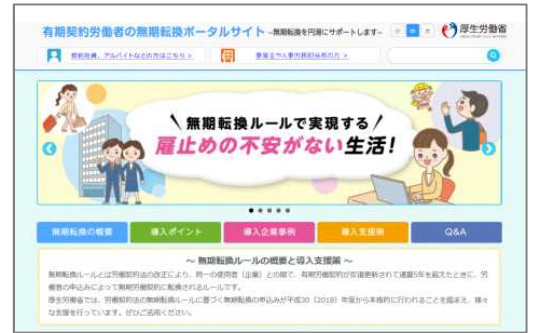 有期契約労働者の無期転換ポータルサイト ~無期転換を円滑にサポートします~
小 中 大
厚生労働省
契約社員、アルバイトなどの方はこちら >
事業主や人事労務担当者の方 >
無期転換ルールで実現する
雇止めの不安がない生活!
無期転換の概要 導入ポイント 導入企業事例 導入支援策 Q&A
~ 無期転換ルールの概要と導入支援策 ~
無期転換ルールとは労働契約法の改正により、同一の使用者(企業)との間で、有期労働契約が反復更新されて通算5年を超えたときに、労
働者の申込みによって無期労働契約に転換されるルールです。
厚生労働省では、労働契約法の無期転換ルールに基づく無期転換の申込みが平成30(2018)年度から本格的に行われることを踏まえ、様々
な支援を行っています。ぜひご活用ください。